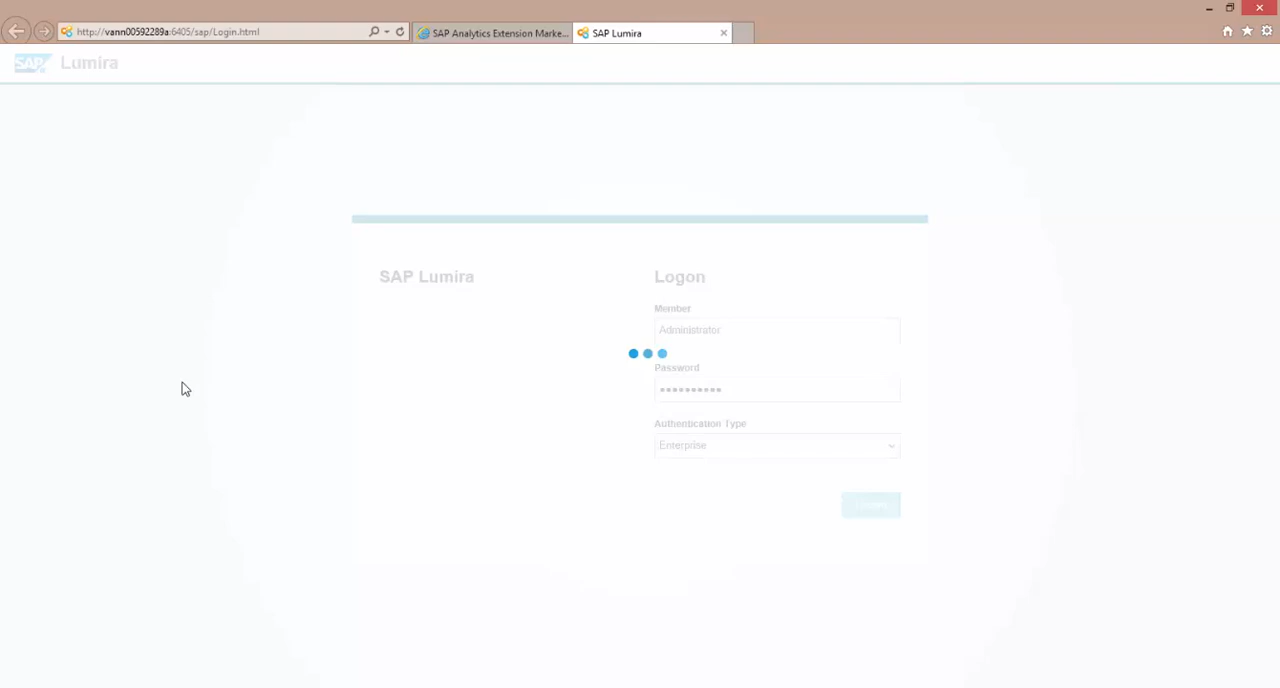 http://vann00592289a:6405/sap/Login.html
SAP Analytics Extension Marke...
SAP Lumira
SAP Lumira
SAP Lumira
Logon
Member
Administrator
Password
••••••••••
Authentication Type
Enterprise